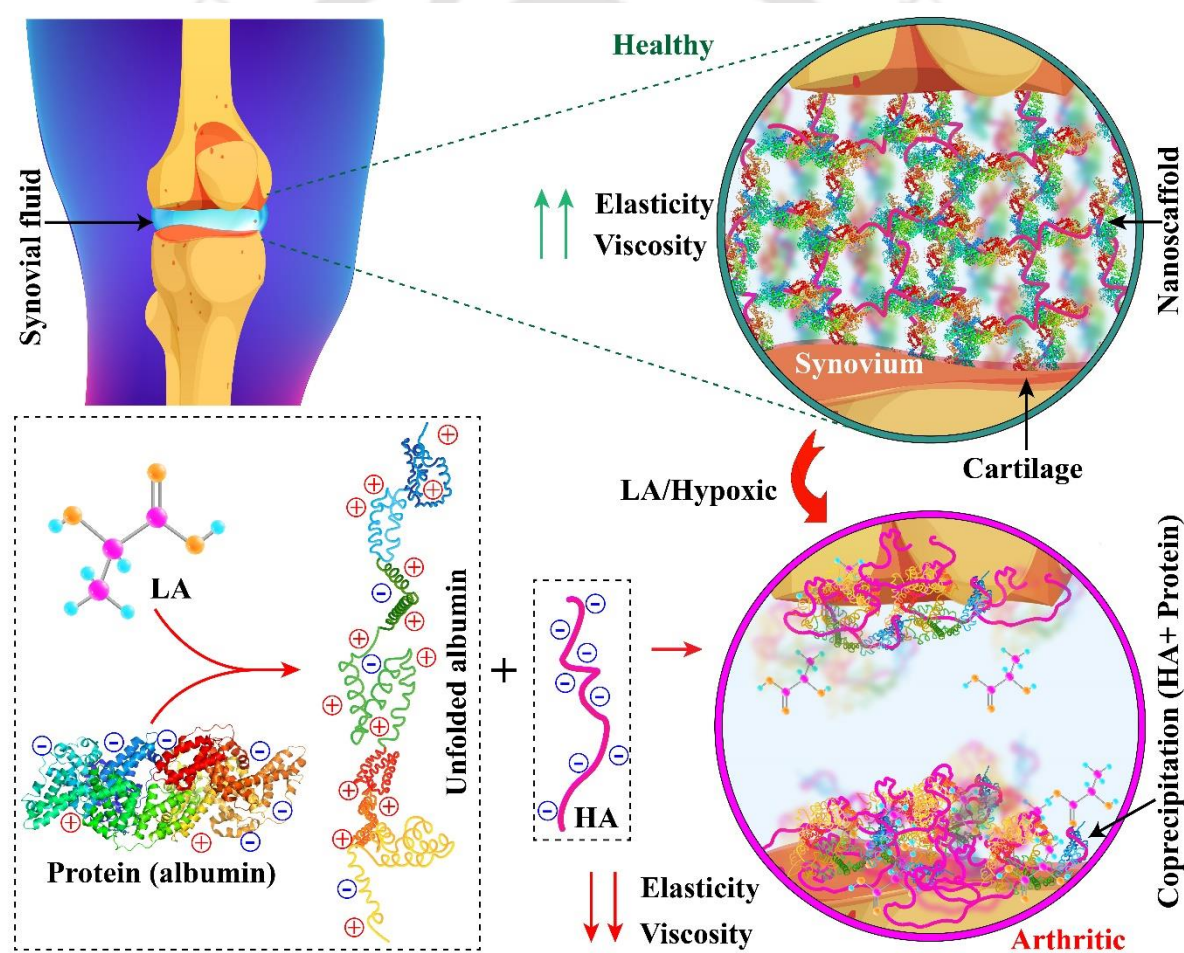 Healthy
Synovial fluid
Elasticity
Viscosity
Nanoscaffold
Synovium
Cartilage
LA/Hypoxic
LA
Unfolded albumin
+
HA
Protein (albumin)
Coprecipitation (HA+ Protein)
Elasticity
Viscosity
Arthritic